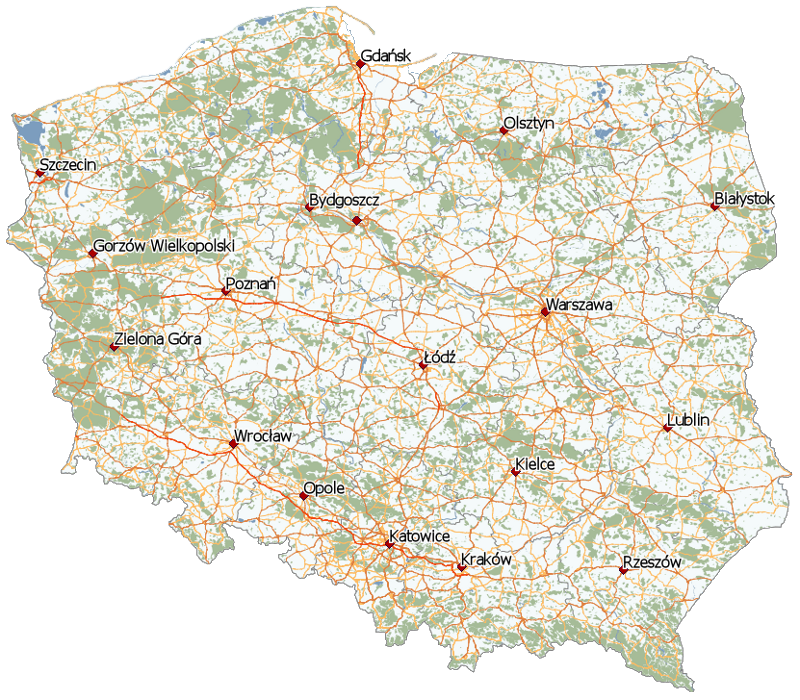 Gdańsk
Olsztyn
Szczecin
Bydgoszcz
Białystok
Gorzów Wielkopolski
Poznań
Warszawa
Zielona Góra
Łódź
Lublin
Wrocław
Kielce
Opole
Katowice
Kraków
Rzeszów